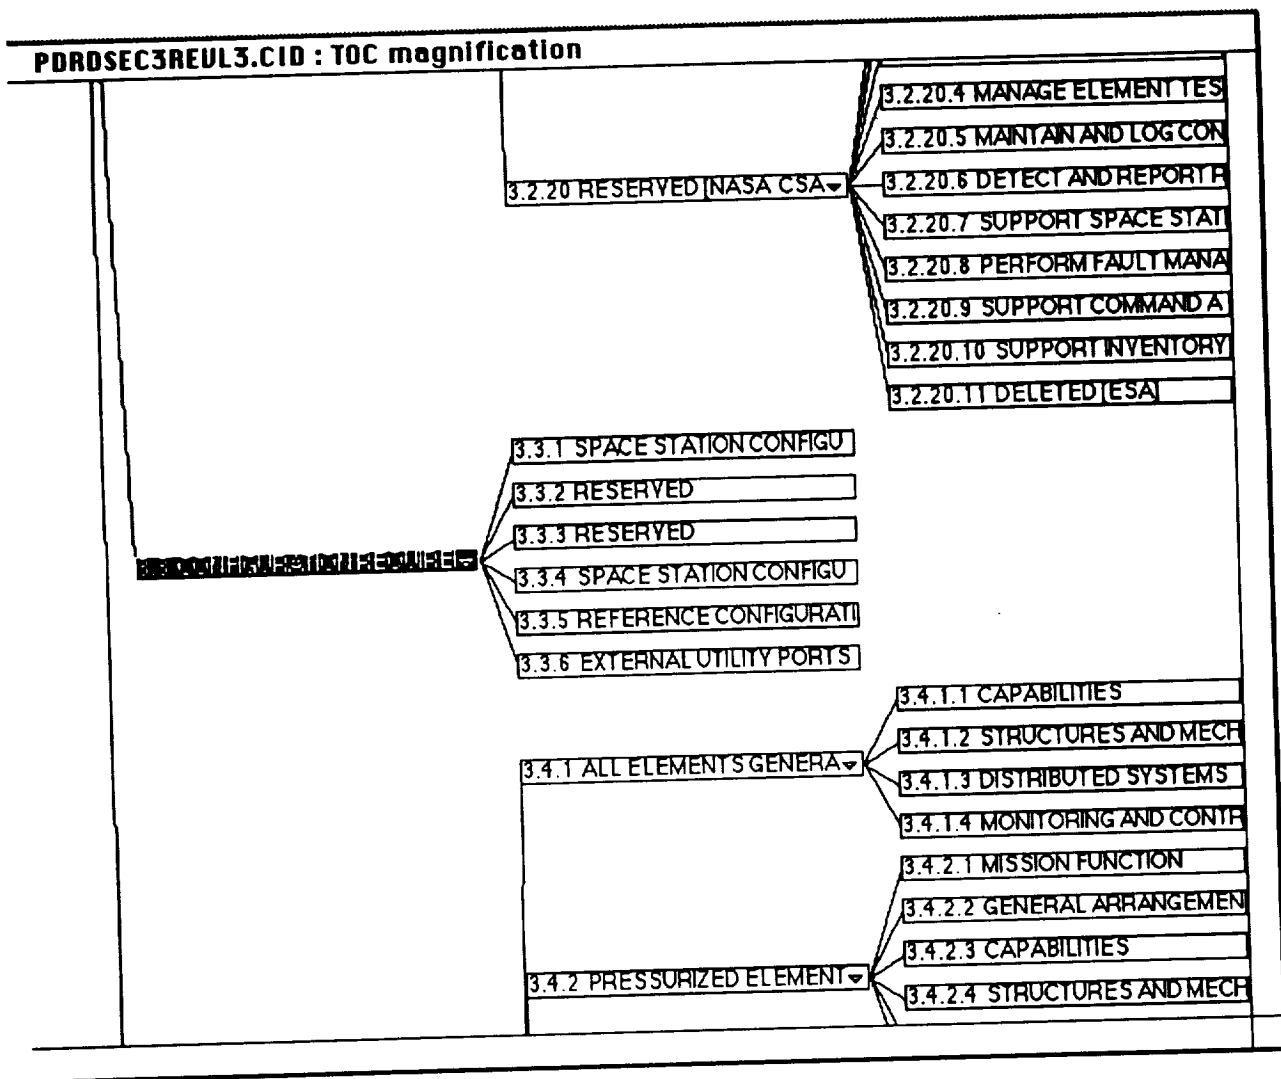 PDRDSEC3REVL3.CID : TOC magnification
3.2.20.4 MANAGE ELEMENT TES
3.2.20.5 MAINTAIN AND LOG CON
3.2.20 RESERVED [NASA CSA
3.2.20.6 DETECT AND REPORT R
3.2.20.7 SUPPORT SPACE STATI
3.2.20.8 PERFORM FAULT MANA
3.2.20.9 SUPPORT COMMAND A
3.2.20.10 SUPPORT INVENTORY
3.2.20.11 DELETED [ESA]
3.3.1 SPACE STATION CONFIGU
3.3.2 RESERVED
3.3.3 RESERVED
3.3.4 SPACE STATION CONFIGU
3.3.5 REFERENCE CONFIGURATI
3.3.6 EXTERNAL UTILITY PORTS
3.4.1 ALL ELEMENTS GENERA
3.4.1.1 CAPABILITIES
3.4.1.2 STRUCTURES AND MECH
3.4.1.3 DISTRIBUTED SYSTEMS
3.4.1.4 MONITORING AND CONTR
3.4.2 PRESSURIZED ELEMENT
3.4.2.1 MISSION FUNCTION
3.4.2.2 GENERAL ARRANGEMEN
3.4.2.3 CAPABILITIES
3.4.2.4 STRUCTURES AND MECH